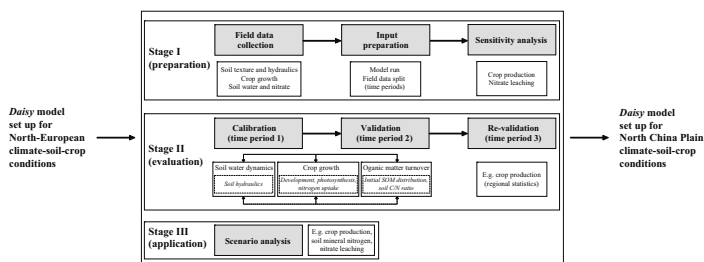 Daisy model
set up for
North-European
climate-soil-crop
conditions
Stage I
(preparation)
Field data
collection
Input
preparation
Sensitivity analysis
Soil texture and hydraulics
Crop growth
Soil water and nitrate
Model run
Field data split
(time periods)
Crop production
Nitrate leaching
Stage II
(evaluation)
Calibration
(time period 1)
Validation
(time period 2)
Re-validation
(time period 3)
Soil water dynamics
Soil hydraulics
Crop growth
Development, photosynthesis,
nitrogen uptake
Oganic matter turnover
Initial SOM distribution,
soil C/N ratio
E.g. crop production
(regional statistics)
Stage III
(application)
Scenario analysis
E.g. crop production,
soil mineral nitrogen,
nitrate leaching
Daisy model
set up for
North China Plain
climate-soil-crop
conditions